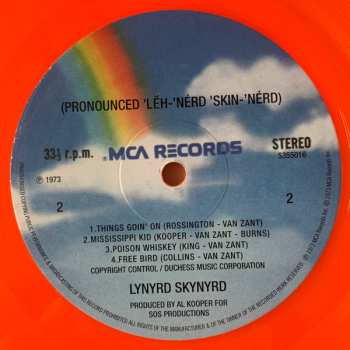 (PRONOUNCED 'LĔH-'NÉRD 'SKIN-'NÉRD)
33⅓ r.p.m.
MCA RECORDS
STEREO
S355016
℗ 1973
2
2
1.THINGS GOIN' ON (ROSSINGTON - VAN ZANT)
2.MISSISSIPPI KID (KOOPER - VAN ZANT - BURNS)
3.POISON WHISKEY (KING - VAN ZANT)
4.FREE BIRD (COLLINS - VAN ZANT)
COPYRIGHT CONTROL / DUCHESS MUSIC CORPORATION
LYNYRD SKYNYRD
PRODUCED BY AL KOOPER FOR
SOS PRODUCTIONS